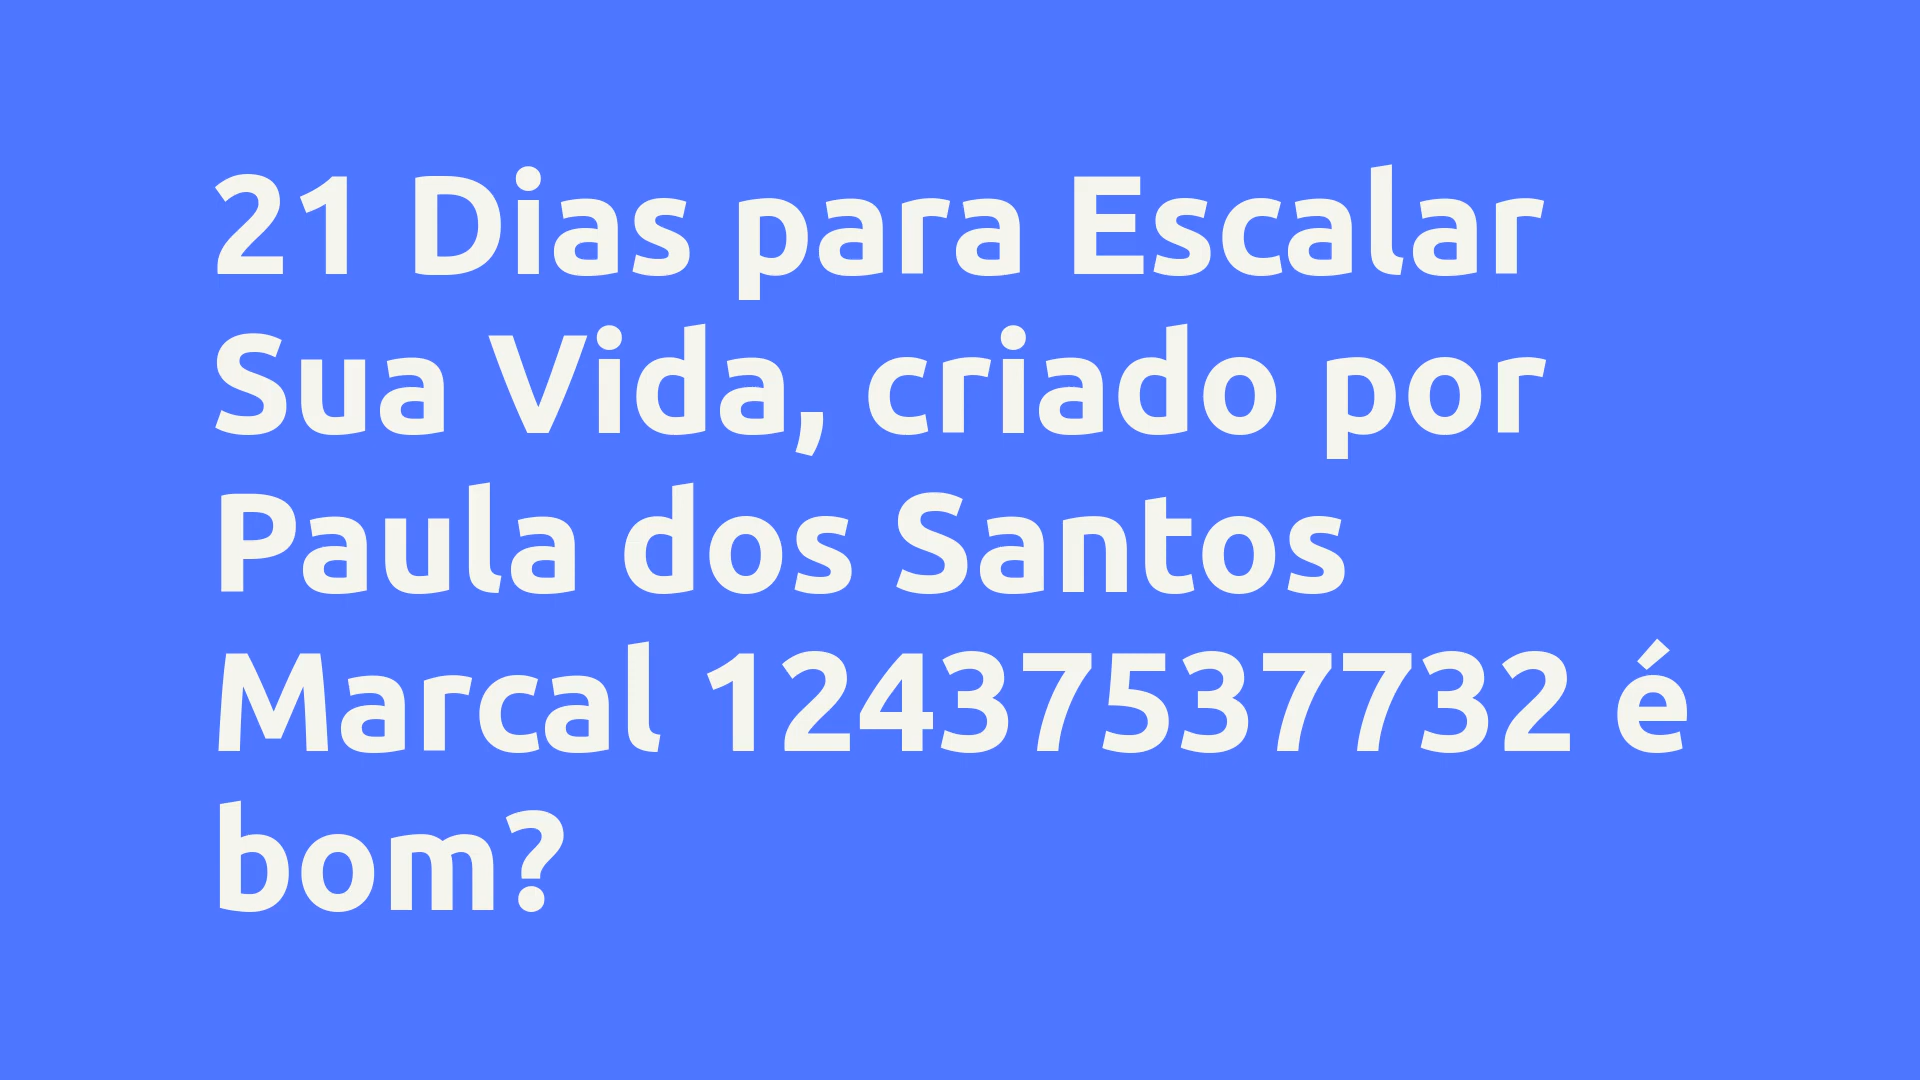 21 Dias para Escalar
Sua Vida, criado por
Paula dos Santos
Marcal 12437537732 é
bom?